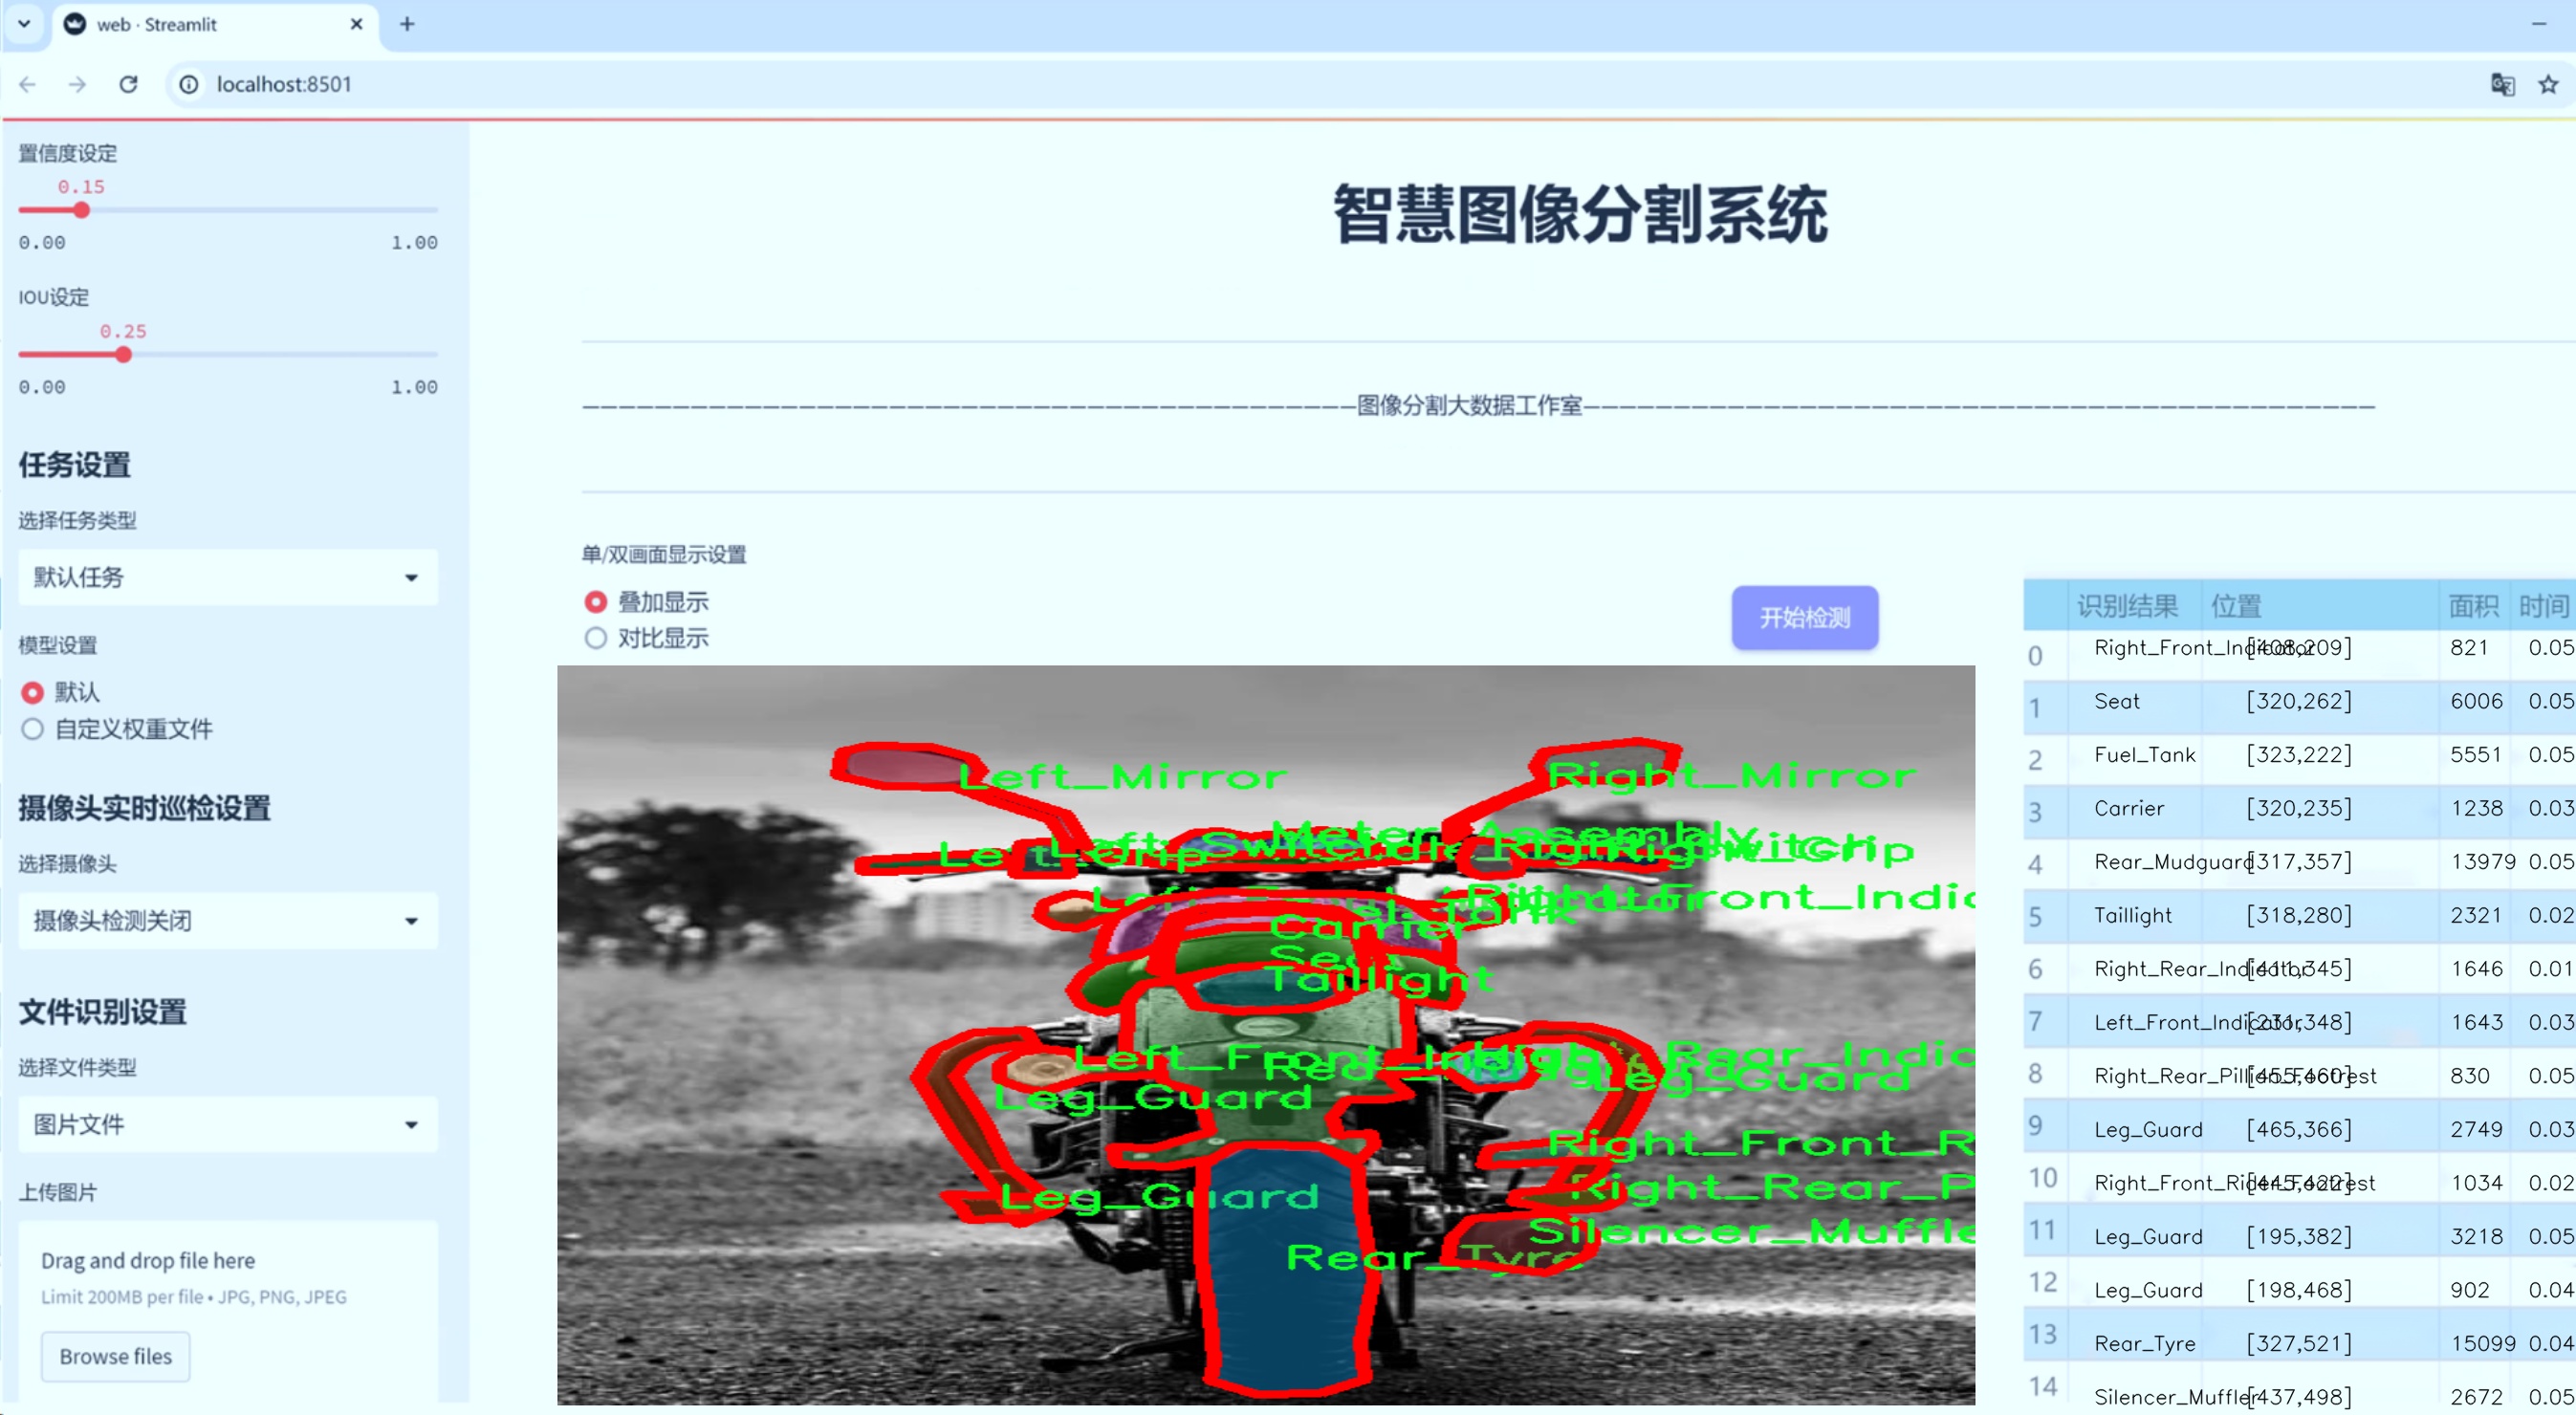 web · Streamlit
localhost:8501
置信度设定
0.15
0.00 1.00
IOU设定
0.25
0.00 1.00
任务设置
选择任务类型
默认任务
模型设置
默认
自定义权重文件
摄像头实时巡检设置
选择摄像头
摄像头检测关闭
文件识别设置
选择文件类型
图片文件
上传图片
Drag and drop file here
Limit 200MB per file • JPG, PNG, JPEG
Browse files
智慧图像分割系统
图像分割大数据工作室
单/双画面显示设置
叠加显示
对比显示
开始检测
Left_Mirror
Right_Mirror
Carrier
Taillight
Leg_Guard
Leg_Guard
Right_Front_R
Leg_Guard
Right_Rear_P
Silencer_Muffle
Rear_Tyre
识别结果 位置 面积 时间
0 Right_Front_Indicator [408,209] 821 0.05
1 Seat [320,262] 6006 0.05
2 Fuel_Tank [323,222] 5551 0.05
3 Carrier [320,235] 1238 0.03
4 Rear_Mudguard [317,357] 13979 0.05
5 Taillight [318,280] 2321 0.02
6 Right_Rear_Indicator [411,345] 1646 0.01
7 Left_Front_Indicator [231,348] 1643 0.03
8 Right_Rear_Pillion_Footrest [455,460] 830 0.05
9 Leg_Guard [465,366] 2749 0.03
10 Right_Front_Rider_Footrest [445,422] 1034 0.02
11 Leg_Guard [195,382] 3218 0.05
12 Leg_Guard [198,468] 902 0.04
13 Rear_Tyre [327,521] 15099 0.04
14 Silencer_Muffler [437,498] 2672 0.05